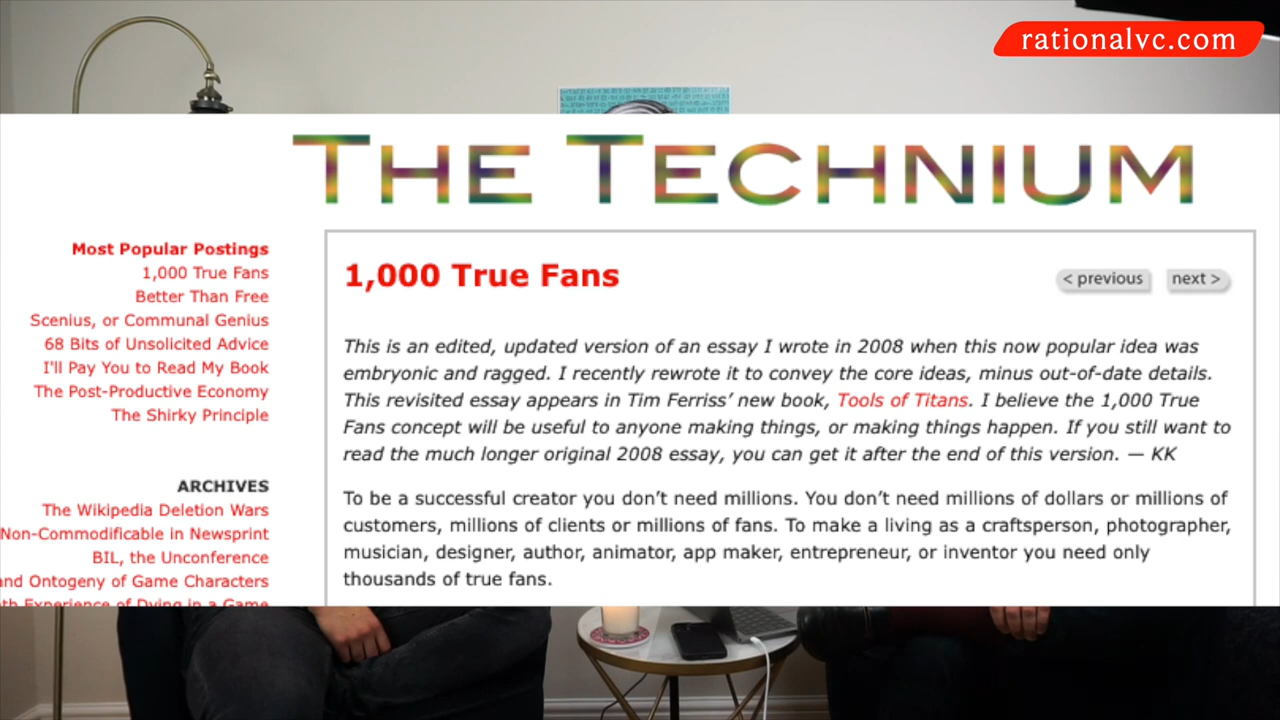 rationalvc.com
THE TECHNIUM
Most Popular Postings
1,000 True Fans
Better Than Free
Scenius, or Communal Genius
68 Bits of Unsolicited Advice
I'll Pay You to Read My Book
The Post-Productive Economy
The Shirky Principle
ARCHIVES
The Wikipedia Deletion Wars
Non-Commodificable in Newsprint
BIL, the Unconference
and Ontogeny of Game Characters
Experience of Dying in a Game
1,000 True Fans
< previous
next >
This is an edited, updated version of an essay I wrote in 2008 when this now popular idea was
embryonic and ragged. I recently rewrote it to convey the core ideas, minus out-of-date details.
This revisited essay appears in Tim Ferriss’ new book, Tools of Titans. I believe the 1,000 True
Fans concept will be useful to anyone making things, or making things happen. If you still want to
read the much longer original 2008 essay, you can get it after the end of this version. — KK
To be a successful creator you don’t need millions. You don’t need millions of dollars or millions of
customers, millions of clients or millions of fans. To make a living as a craftsperson, photographer,
musician, designer, author, animator, app maker, entrepreneur, or inventor you need only
thousands of true fans.